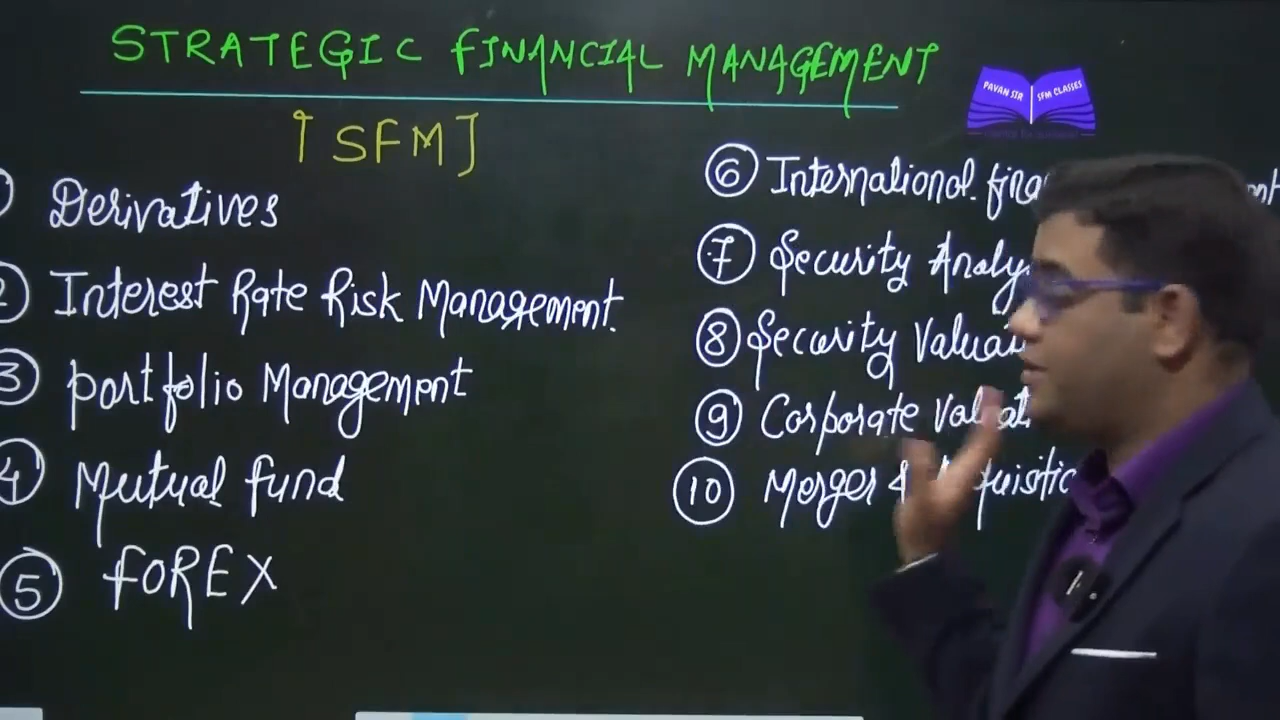 STRATEGIC FINANCIAL MANAGEMENT
[SFM]
PAVAN SIR SFM CLASSES
Derivatives
2 Interest Rate Risk Management.
3 Portfolio Management
4 Mutual Fund
5 FOREX
6 International
7 Security
8 Security
9 Corporate
10 Merger &